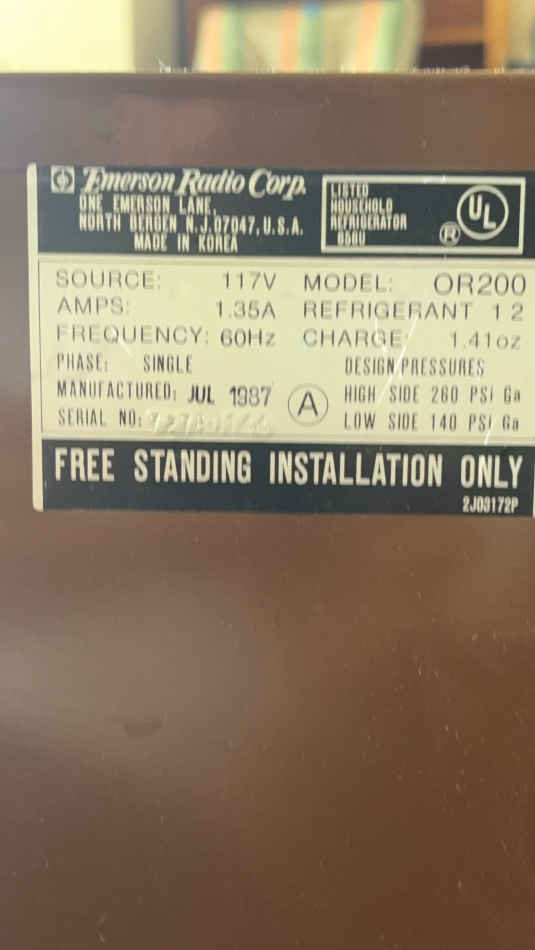 Emerson Radio Corp.
ONE EMERSON LANE,
NORTH BERGEN N.J.07047, U.S.A.
MADE IN KOREA
LISTED
HOUSEHOLD
REFRIGERATOR
UL
®
SOURCE: 117V MODEL: OR200
AMPS: 1.35A REFRIGERANT 12
FREQUENCY: 60Hz CHARGE: 1.41oz
PHASE: SINGLE DESIGN PRESSURES
MANUFACTURED: JUL 1987 A HIGH SIDE 260 PSi Ga
SERIAL NO: LOW SIDE 140 PSi Ga
FREE STANDING INSTALLATION ONLY
2J03172P